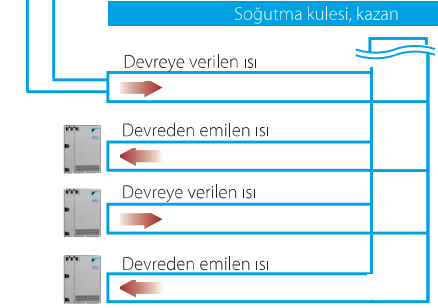 Soğutma kulesi, kazan
Devreye verilen ısı
Devreden emilen ısı
Devreye verilen ısı
Devreden emilen ısı